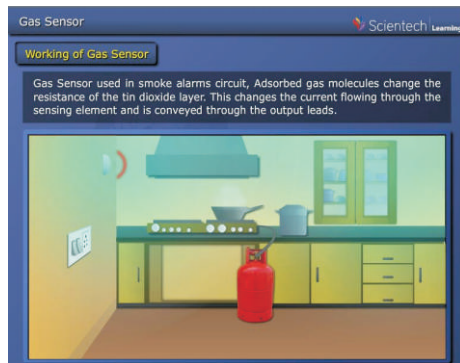 Gas Sensor
Scientech Learning
Working of Gas Sensor
Gas Sensor used in smoke alarms circuit, Adsorbed gas molecules change the
resistance of the tin dioxide layer. This changes the current flowing through the
sensing element and is conveyed through the output leads.